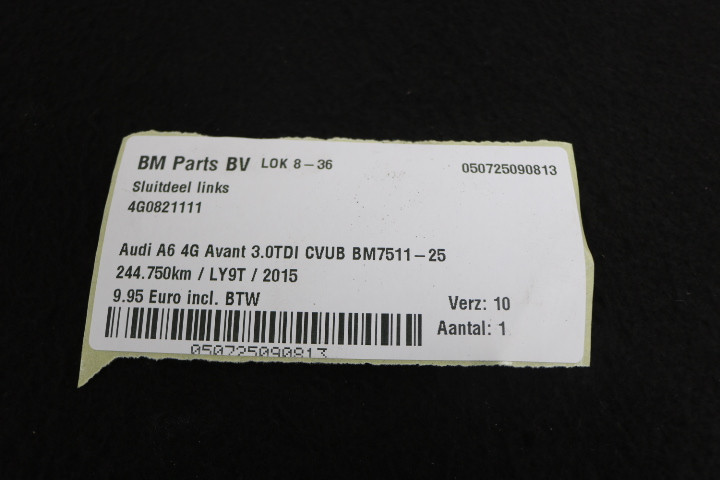 BM Parts BV LOK 8-36 050725090813
Sluitdeel links
4G0821111
Audi A6 4G Avant 3.0TDI CVUB BM7511-25
244.750km / LY9T / 2015
9.95 Euro incl. BTW Verz: 10
Aantal: 1
050725090813